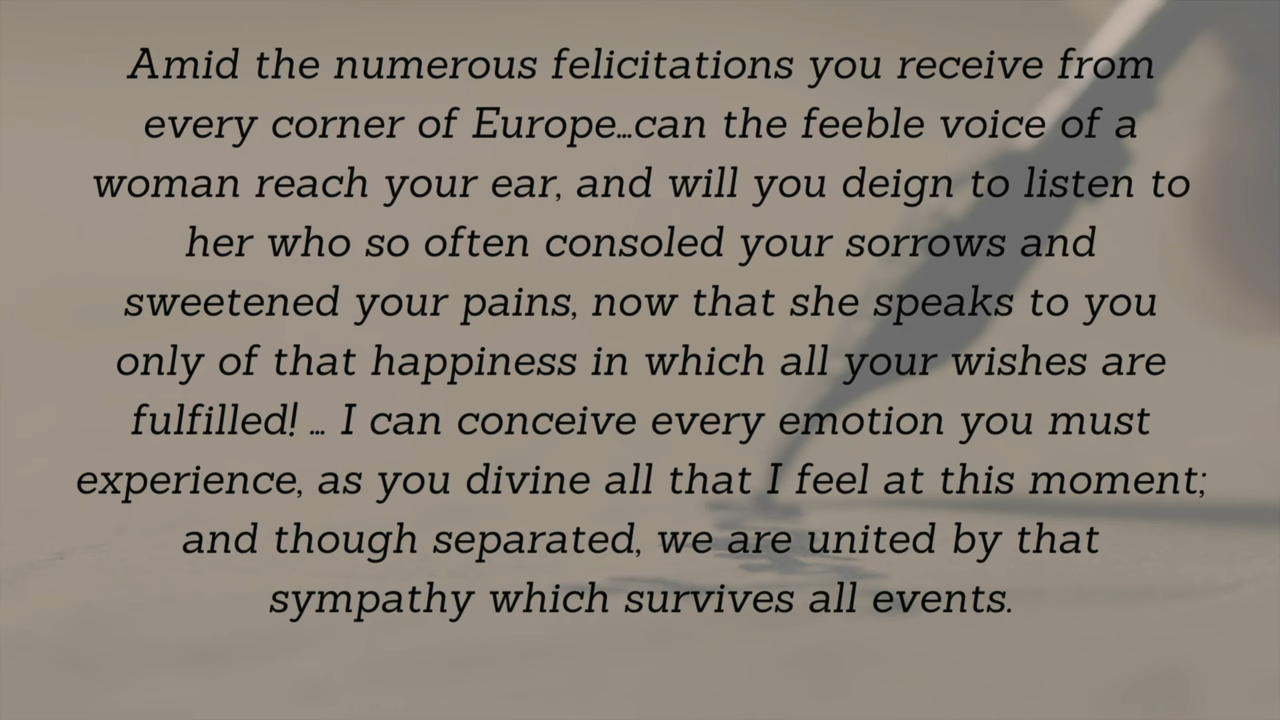 Amid the numerous felicitations you receive from
every corner of Europe...can the feeble voice of a
woman reach your ear, and will you deign to listen to
her who so often consoled your sorrows and
sweetened your pains, now that she speaks to you
only of that happiness in which all your wishes are
fulfilled! ... I can conceive every emotion you must
experience, as you divine all that I feel at this moment;
and though separated, we are united by that
sympathy which survives all events.